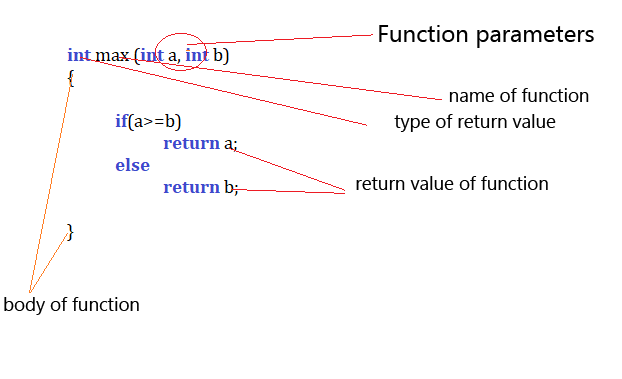 Function parameters
int max (int a, int b)
{
name of function
type of return value
if(a>=b)
return a;
else
return value of function
return b;
}
body of function